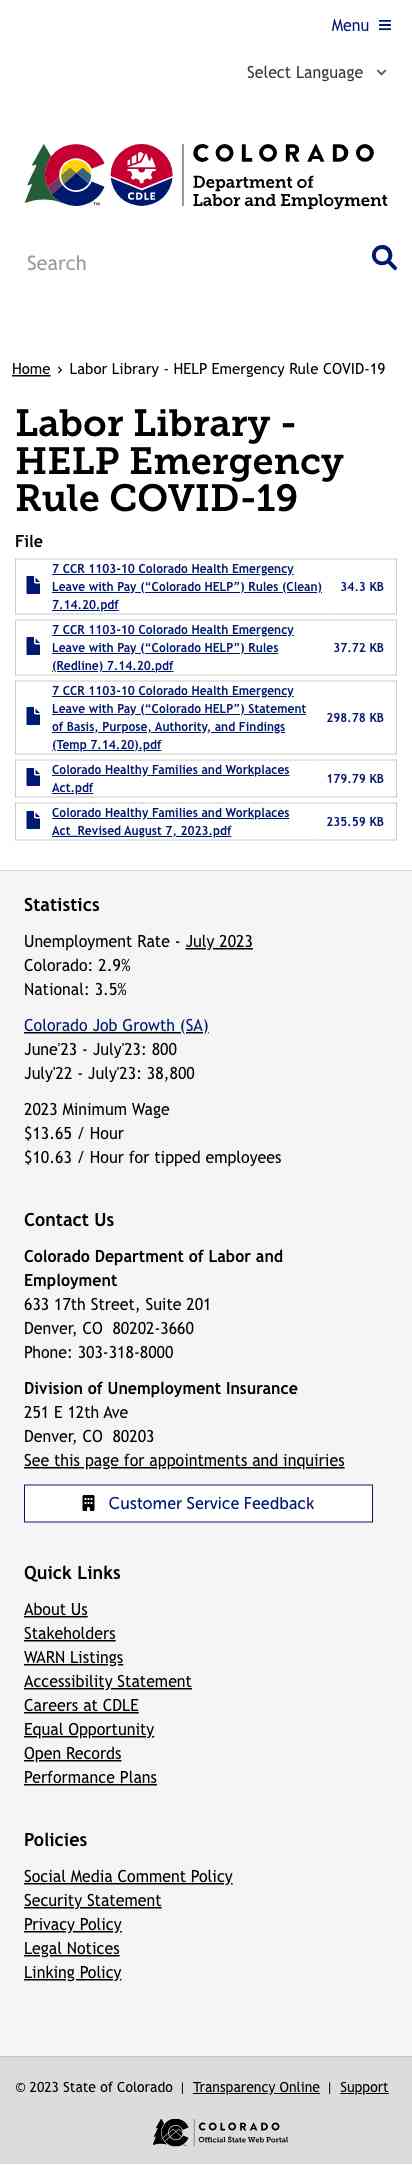 Menu
Select Language
CDLE
TM
COLORADO
Department of
Labor and Employment
Search
Home › Labor Library - HELP Emergency Rule COVID-19
Labor Library -
HELP Emergency
Rule COVID-19
File
7 CCR 1103-10 Colorado Health Emergency
Leave with Pay (“Colorado HELP”) Rules (Clean) 34.3 KB
7.14.20.pdf
7 CCR 1103-10 Colorado Health Emergency
Leave with Pay (“Colorado HELP”) Rules 37.72 KB
(Redline) 7.14.20.pdf
7 CCR 1103-10 Colorado Health Emergency
Leave with Pay (“Colorado HELP”) Statement
of Basis, Purpose, Authority, and Findings 298.78 KB
(Temp 7.14.20).pdf
Colorado Healthy Families and Workplaces 179.79 KB
Act.pdf
Colorado Healthy Families and Workplaces 235.59 KB
Act_Revised August 7, 2023.pdf
Statistics
Unemployment Rate - July 2023
Colorado: 2.9%
National: 3.5%
Colorado Job Growth (SA)
June'23 - July'23: 800
July'22 - July'23: 38,800
2023 Minimum Wage
$13.65 / Hour
$10.63 / Hour for tipped employees
Contact Us
Colorado Department of Labor and
Employment
633 17th Street, Suite 201
Denver, CO  80202-3660
Phone: 303-318-8000
Division of Unemployment Insurance
251 E 12th Ave
Denver, CO  80203
See this page for appointments and inquiries
Customer Service Feedback
Quick Links
About Us
Stakeholders
WARN Listings
Accessibility Statement
Careers at CDLE
Equal Opportunity
Open Records
Performance Plans
Policies
Social Media Comment Policy
Security Statement
Privacy Policy
Legal Notices
Linking Policy
© 2023 State of Colorado | Transparency Online | Support
COLORADO
Official State Web Portal